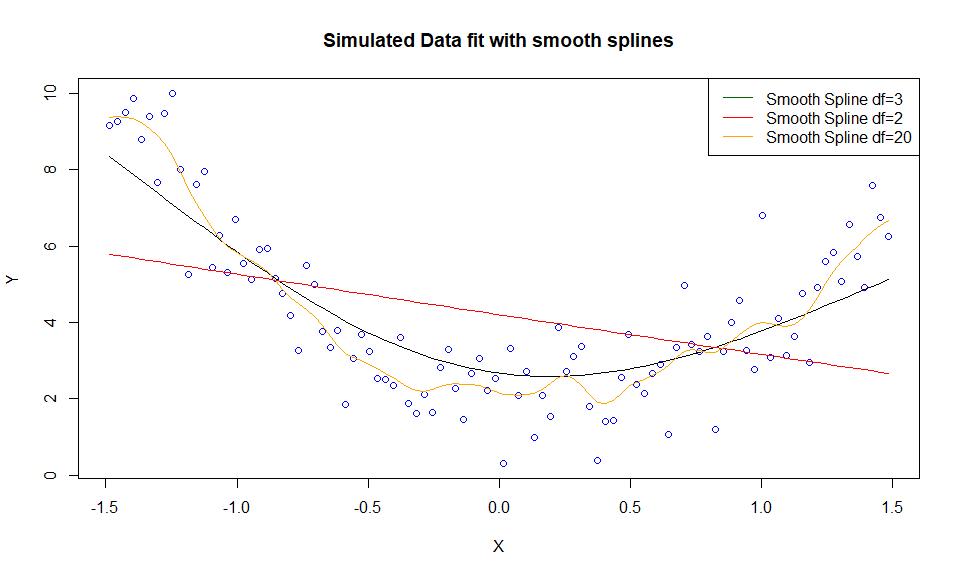 Simulated Data fit with smooth splines
Smooth Spline df=3
Smooth Spline df=2
Smooth Spline df=20
Y
10
8
6
4
2
0
-1.5 -1.0 -0.5 0.0 0.5 1.0 1.5
X